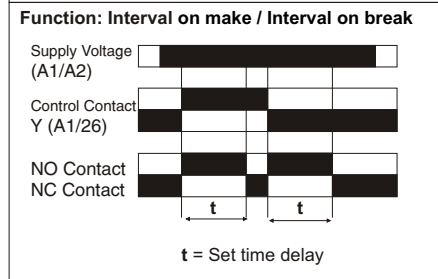 Function: Interval on make / Interval on break
Supply Voltage
(A1/A2)
Control Contact
Y (A1/26)
NO Contact
NC Contact
t
t
t = Set time delay